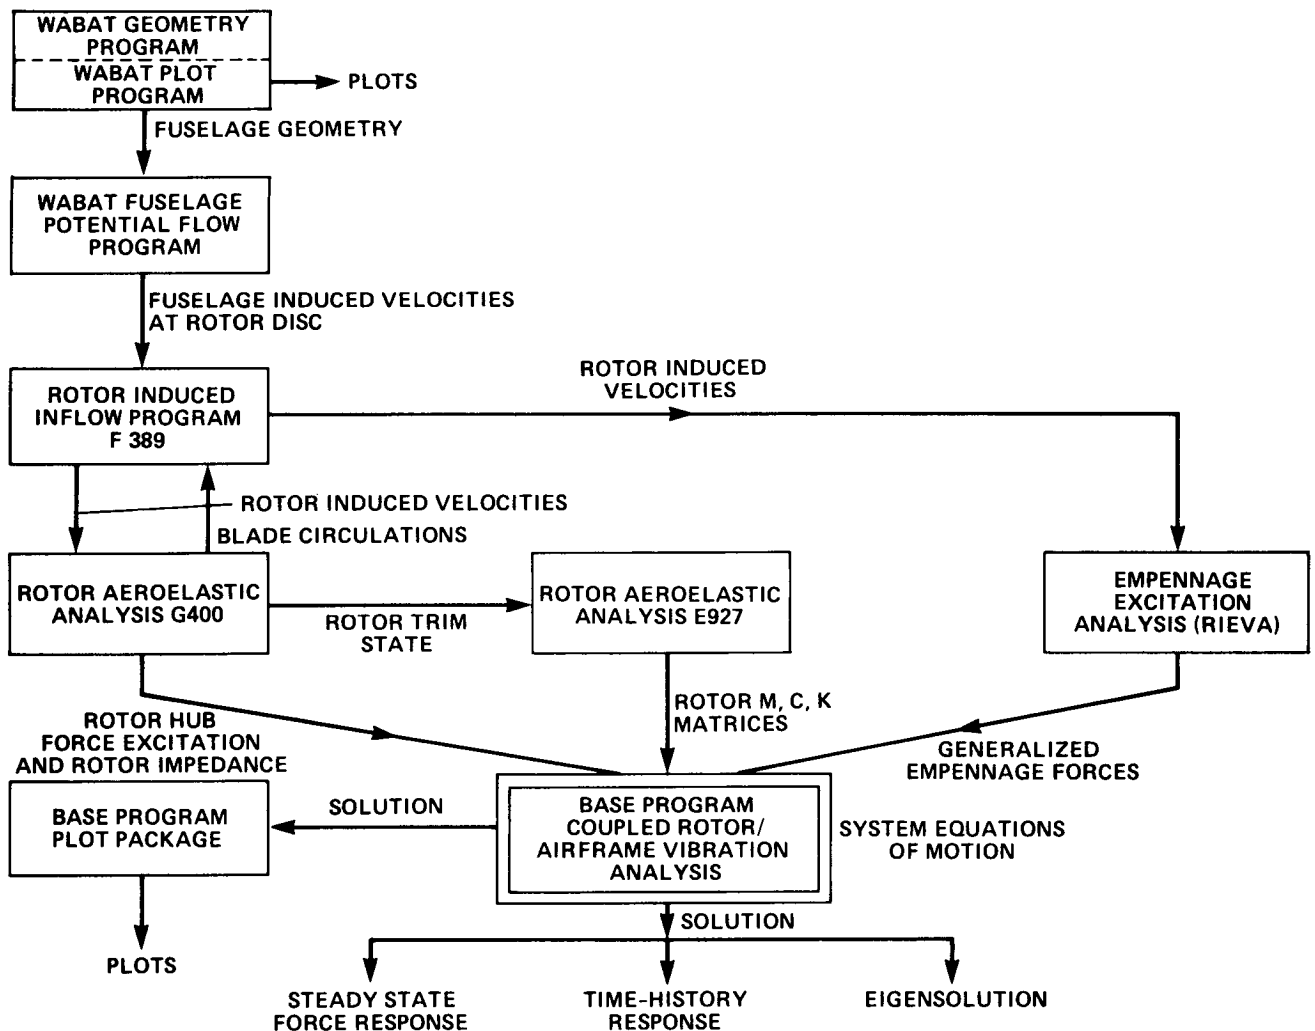 WABAT GEOMETRY
PROGRAM
WABAT PLOT
PROGRAM
PLOTS
FUSELAGE GEOMETRY
WABAT FUSELAGE
POTENTIAL FLOW
PROGRAM
FUSELAGE INDUCED VELOCITIES
AT ROTOR DISC
ROTOR INDUCED
INFLOW PROGRAM
F 389
ROTOR INDUCED
VELOCITIES
ROTOR INDUCED VELOCITIES
BLADE CIRCULATIONS
ROTOR AEROELASTIC
ANALYSIS G400
ROTOR TRIM
STATE
ROTOR AEROELASTIC
ANALYSIS E927
EMPENNAGE
EXCITATION
ANALYSIS (RIEVA)
ROTOR HUB
FORCE EXCITATION
AND ROTOR IMPEDANCE
ROTOR M, C, K
MATRICES
GENERALIZED
EMPENNAGE FORCES
BASE PROGRAM
PLOT PACKAGE
SOLUTION
BASE PROGRAM
COUPLED ROTOR/
AIRFRAME VIBRATION
ANALYSIS
SYSTEM EQUATIONS
OF MOTION
SOLUTION
PLOTS
STEADY STATE
FORCE RESPONSE
TIME-HISTORY
RESPONSE
EIGENSOLUTION